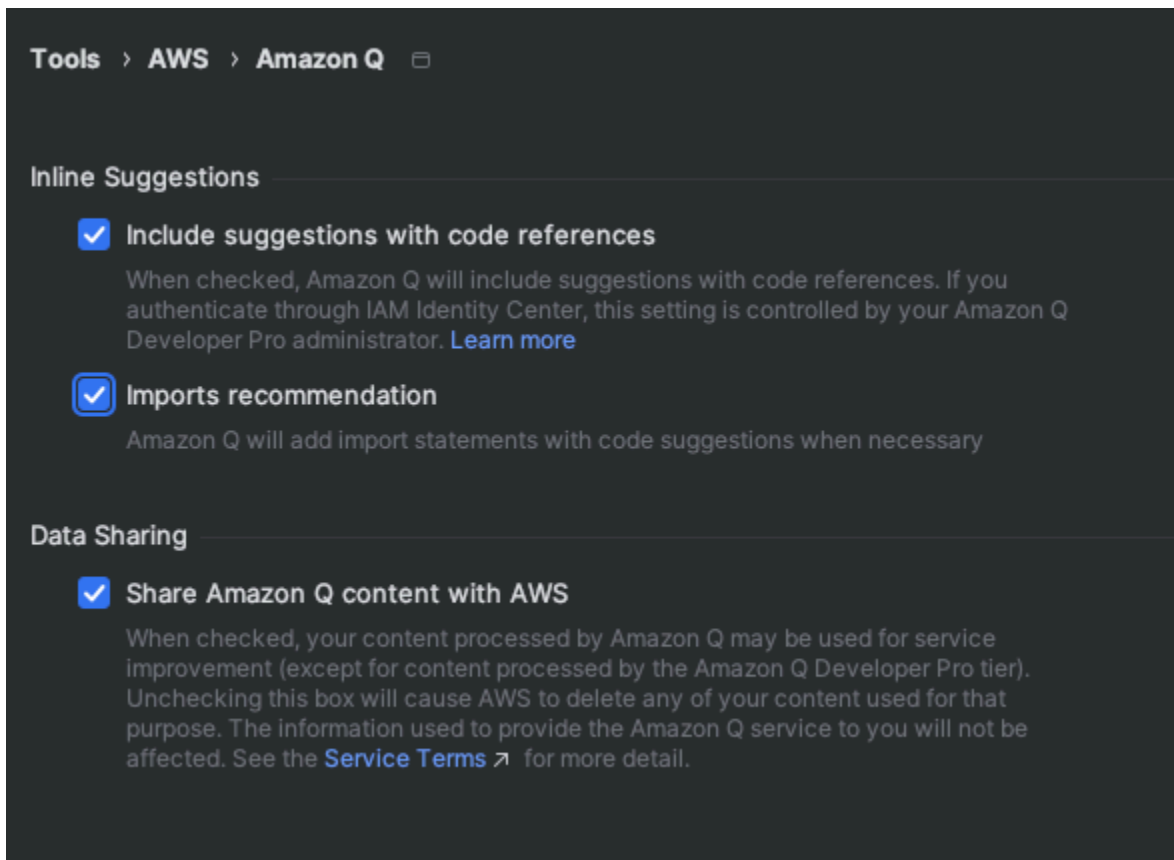 Tools › AWS › Amazon Q
Inline Suggestions
Include suggestions with code references
When checked, Amazon Q will include suggestions with code references. If you
authenticate through IAM Identity Center, this setting is controlled by your Amazon Q
Developer Pro administrator. Learn more
Imports recommendation
Amazon Q will add import statements with code suggestions when necessary
Data Sharing
Share Amazon Q content with AWS
When checked, your content processed by Amazon Q may be used for service
improvement (except for content processed by the Amazon Q Developer Pro tier).
Unchecking this box will cause AWS to delete any of your content used for that
purpose. The information used to provide the Amazon Q service to you will not be
affected. See the Service Terms ↗ for more detail.